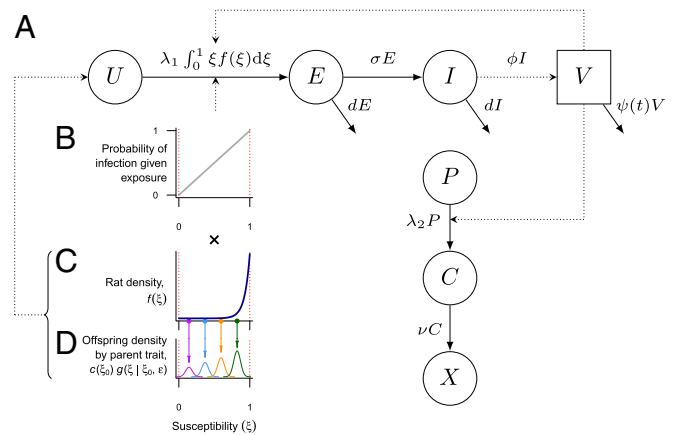 A
λ₁ ∫₀¹ ξf(ξ)dξ
σE
φI
U
E
I
V
dE
dI
ψ(t)V
B
1
Probability of
infection given
exposure
0
0
1
×
P
λ₂P
C
Rat density,
f(ξ)
C
D
Offspring density
by parent trait,
c(ξ₀) g(ξ | ξ₀, ε)
νC
X
0
1
Susceptibility (ξ)